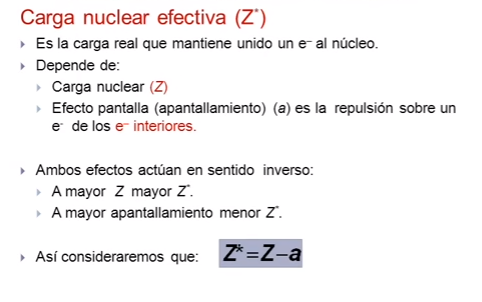 Carga nuclear efectiva (Z*)
Es la carga real que mantiene unido un e– al núcleo.
Depende de:
Carga nuclear (Z)
Efecto pantalla (apantallamiento) (a) es la repulsión sobre un
e- de los e– interiores.
Ambos efectos actúan en sentido inverso:
A mayor Z mayor Z*.
A mayor apantallamiento menor Z*.
Así consideraremos que: Z*=Z–a